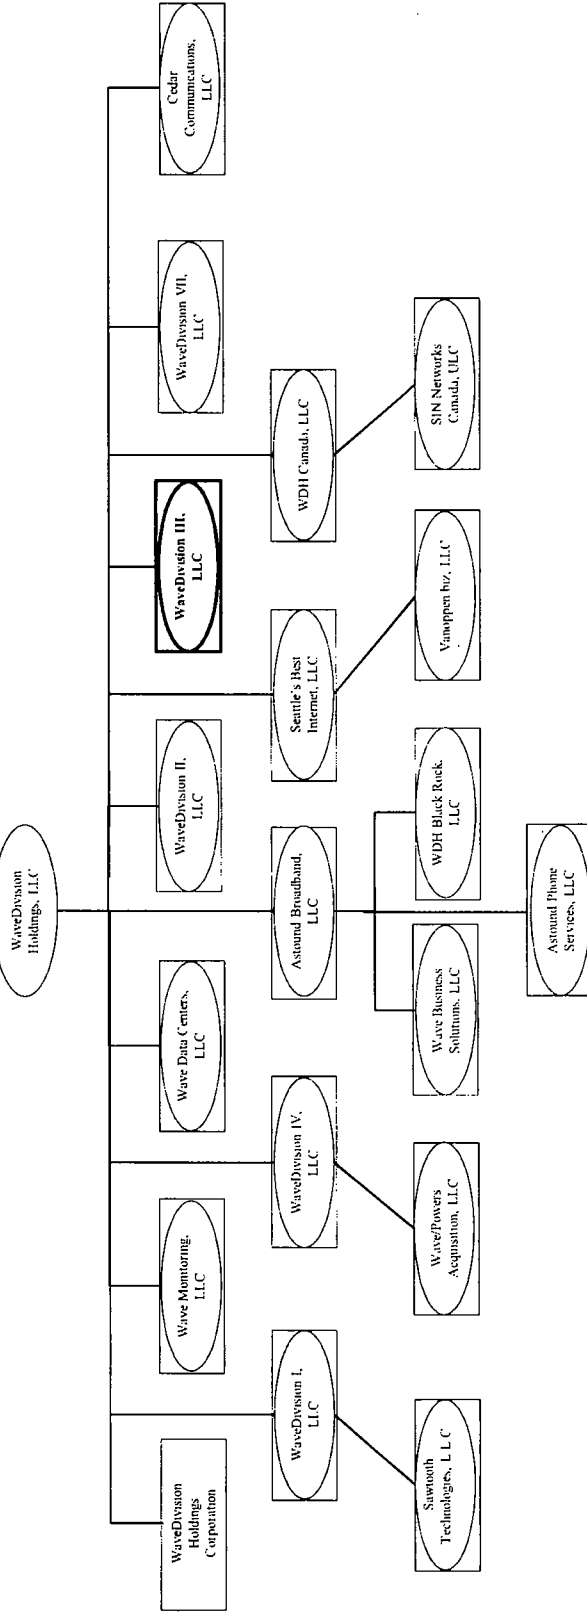 WaveDivision
Holdings, LLC
WaveDivision
Holdings
Corporation
Wave Monitoring,
LLC
Wave Data Centers,
LLC
WaveDivision II,
LLC
WaveDivision III,
LLC
WaveDivision VII,
LLC
Cedar
Communications,
LLC
WaveDivision I,
LLC
WaveDivision IV,
LLC
Astound Broadband,
LLC
Seattle's Best
Internet, LLC
WDH Canada, LLC
Sawtooth
Technologies, L L C
Wave/Powers
Acquisition, LLC
Wave Business
Solutions, LLC
WDH Black Rock,
LLC
Vanoppen biz, LLC
SIN Networks
Canada, ULC
Astound Phone
Services, LLC